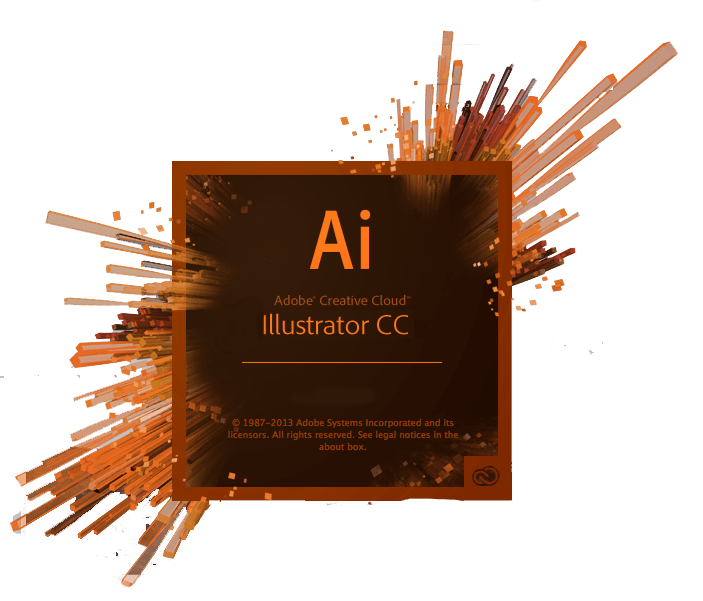 Ai
Adobe® Creative Cloud™
Illustrator CC
© 1987–2013 Adobe Systems Incorporated and its
licensors. All rights reserved. See legal notices in the
about box.